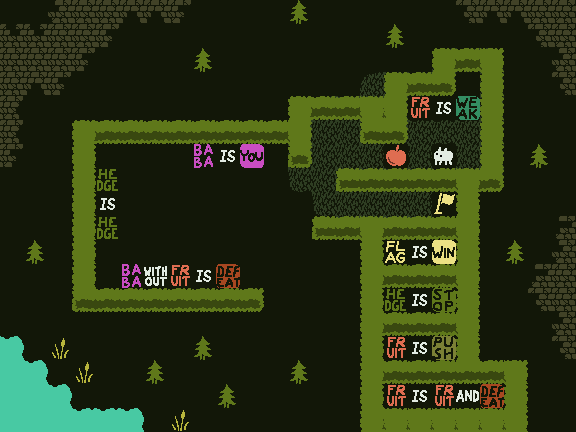 FRUIT IS WEAK
BABA IS YOU
HEDGE
IS
HEDGE
FLAG IS WIN
BABA WITHOUT FRUIT IS DEFEAT
HEDGE IS STOP
FRUIT IS PUSH
FRUIT IS FRUIT AND DEFEAT